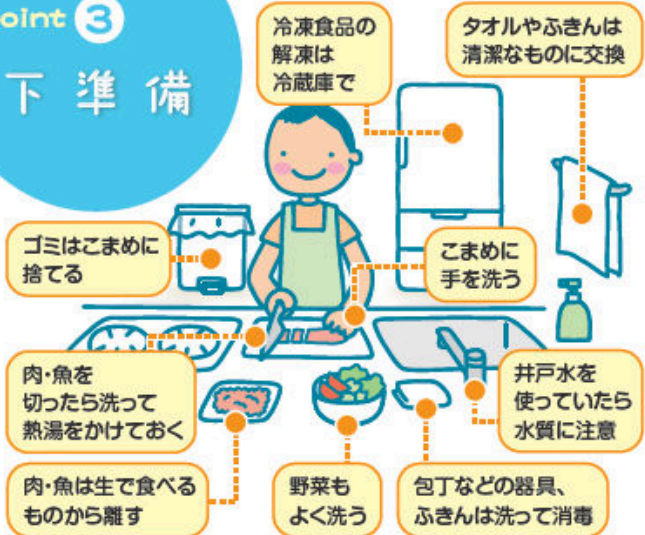 oint 3
下準備
冷凍食品の
解凍は
冷蔵庫で
タオルやふきんは
清潔なものに交換
ゴミはこまめに
捨てる
こまめに
手を洗う
肉・魚を
切ったら洗って
熱湯をかけておく
井戸水を
使っていたら
水質に注意
肉・魚は生で食べる
ものから離す
野菜も
よく洗う
包丁などの器具、
ふきんは洗って消毒